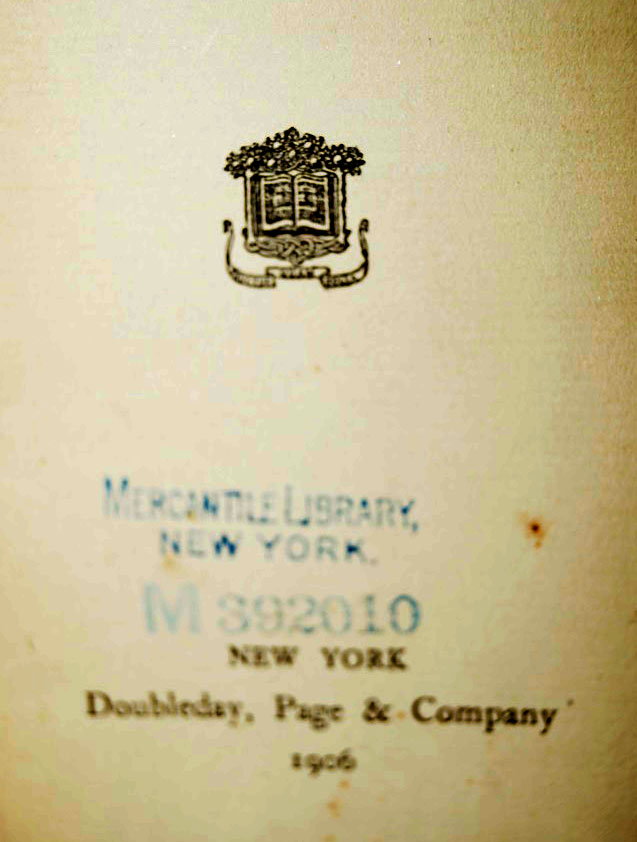 MERCANTILE LIBRARY,
NEW YORK.
M 392010
NEW YORK
Doubleday, Page & Company
1906